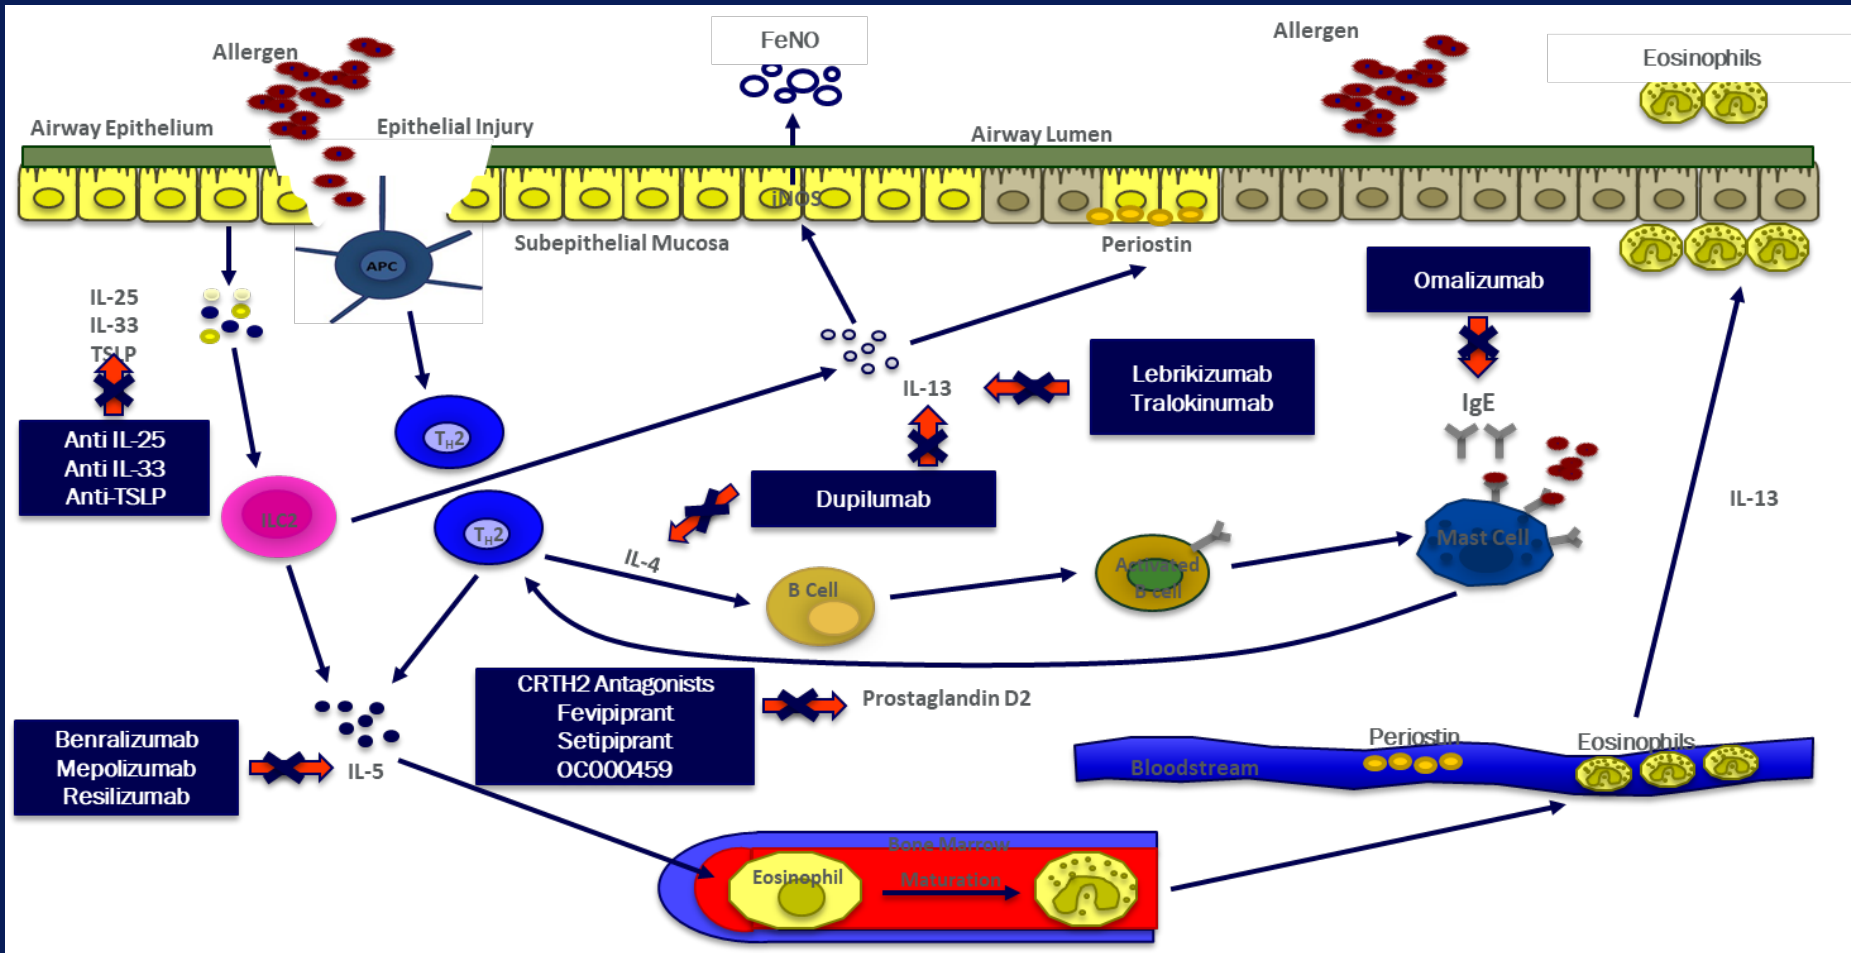 FeNO
Allergen
Allergen
Eosinophils
Airway Epithelium
Epithelial Injury
Airway Lumen
iNOS
Subepithelial Mucosa
Periostin
APC
IL-25
IL-33
TSLP
Omalizumab
IL-13
Lebrikizumab
Tralokinumab
IgE
Anti IL-25
Anti IL-33
Anti-TSLP
TH2
Dupilumab
ILC2
TH2
IL-4
B Cell
Activated
B cell
Mast Cell
IL-13
CRTH2 Antagonists
Fevipiprant
Setipiprant
OC000459
Prostaglandin D2
Benralizumab
Mepolizumab
Resilizumab
IL-5
Periostin
Eosinophils
Bloodstream
Bone Marrow
Maturation
Eosinophil